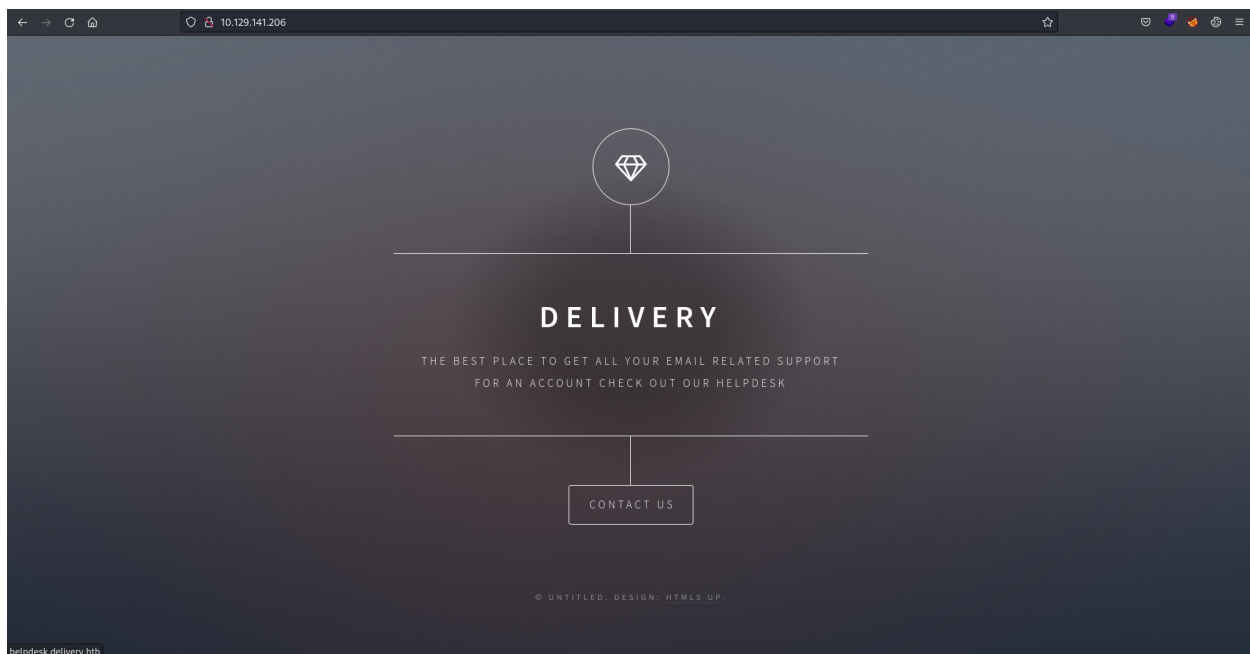 10.129.141.206
9
DELIVERY
THE BEST PLACE TO GET ALL YOUR EMAIL RELATED SUPPORT
FOR AN ACCOUNT CHECK OUT OUR HELPDESK
CONTACT US
© UNTITLED. DESIGN: HTML5 UP.
helpdesk.delivery.htb